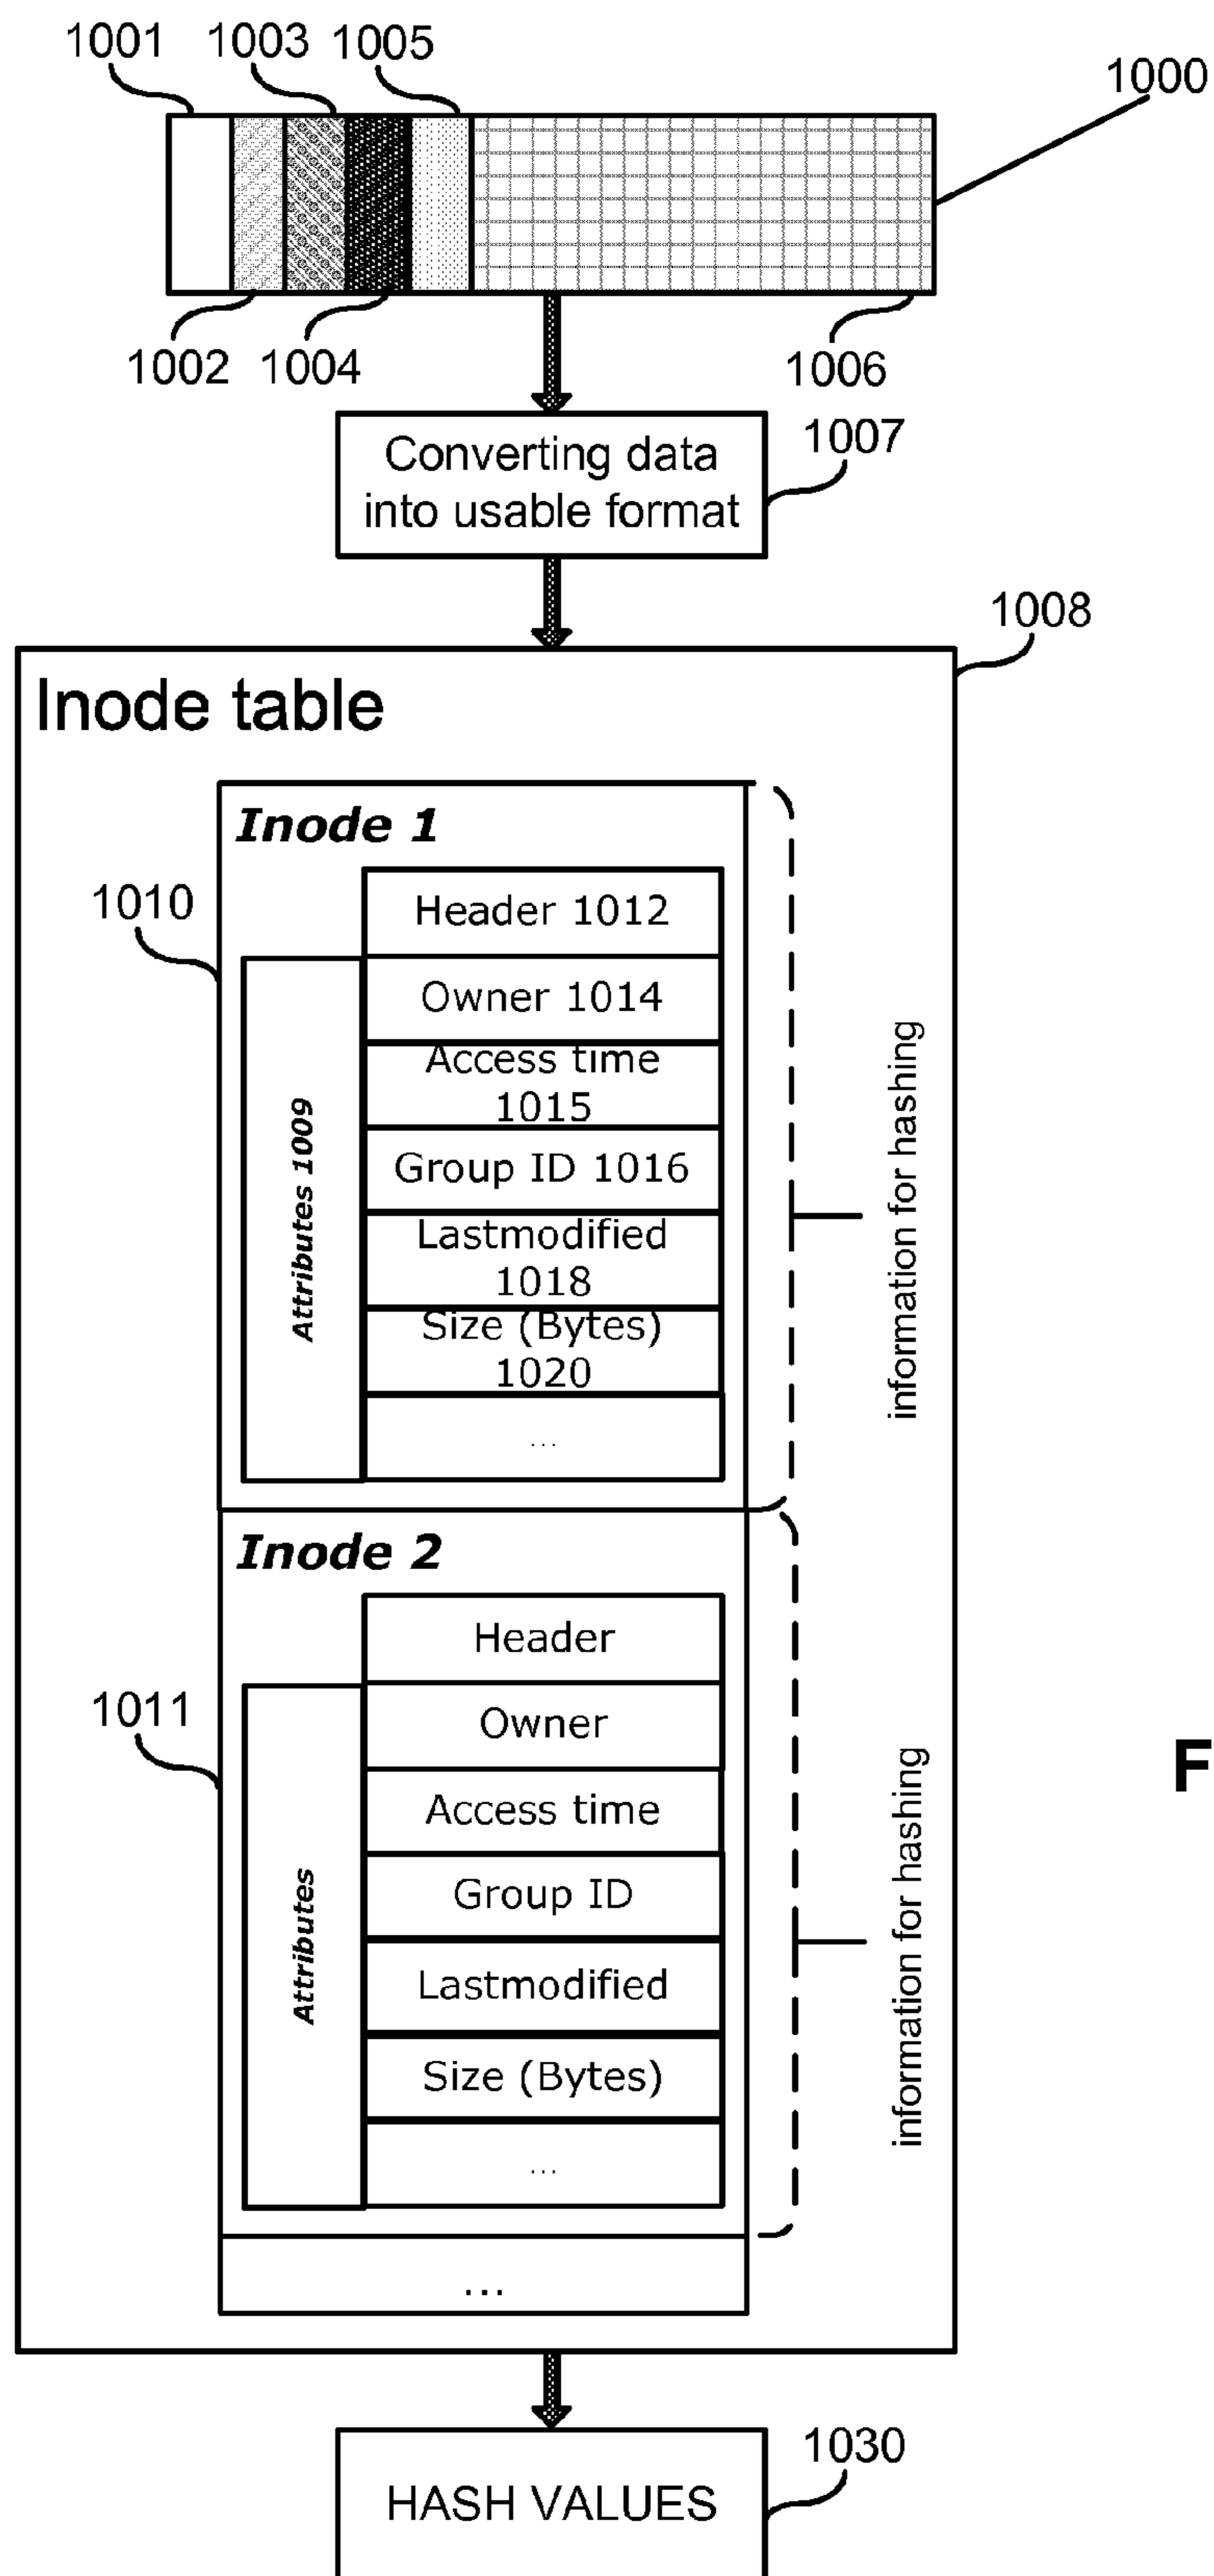 1001
1003
1005
1000
1002
1004
1006
Converting data
into usable format
1007
1008
Inode table
Inode 1
1010
Header 1012
Owner 1014
Access time
1015
Group ID 1016
Lastmodified
1018
Size (Bytes)
1020
...
Attributes 1009
information for hashing
Inode 2
1011
Header
Owner
Access time
Group ID
Lastmodified
Size (Bytes)
...
Attributes
information for hashing
...
F
HASH VALUES
1030